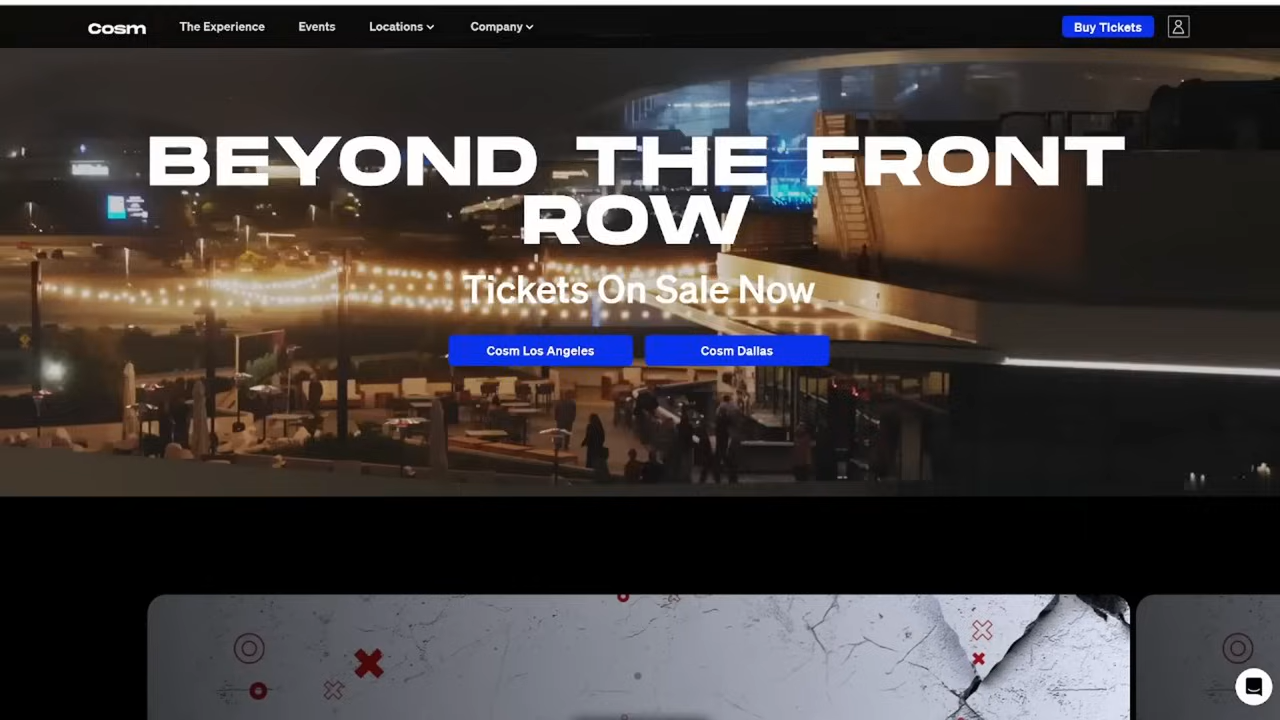 Cosm
The Experience
Events
Locations
Company
Buy Tickets
BEYOND THE FRONT
ROW
Tickets On Sale Now
Cosm Los Angeles
Cosm Dallas